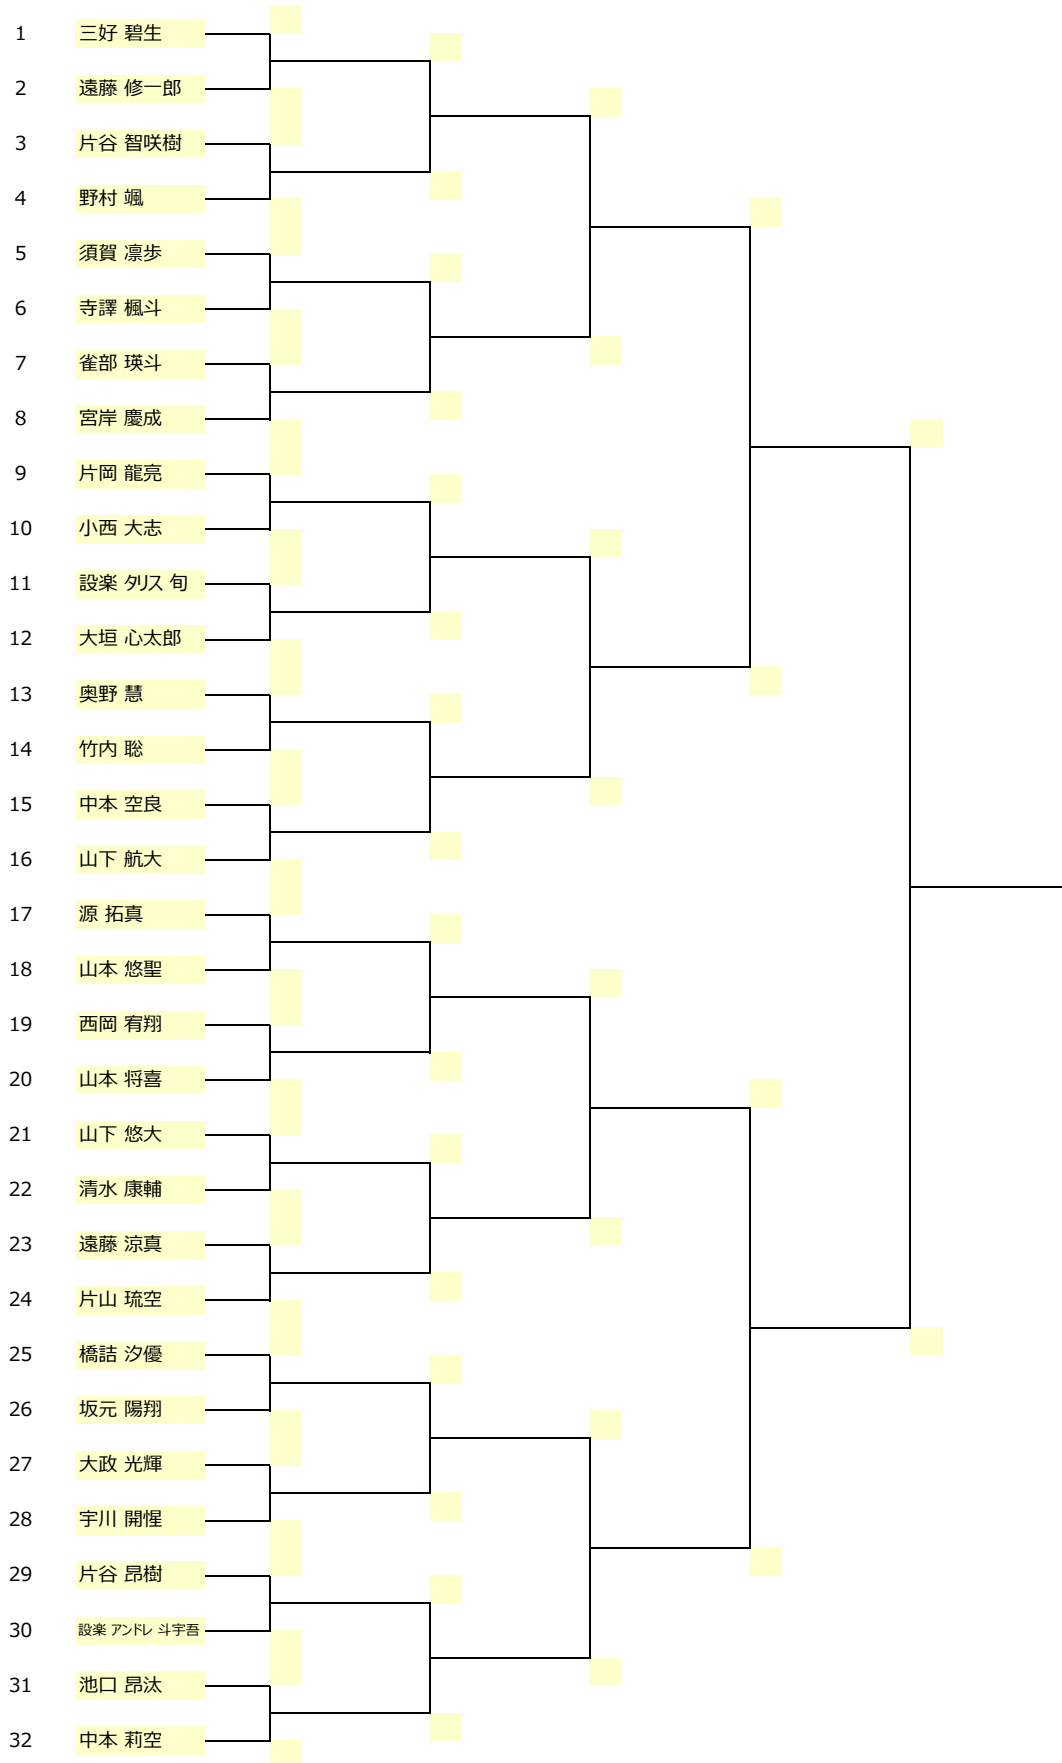 1 三好 碧生
2 遠藤 修一郎
3 片谷 智咲樹
4 野村 颯
5 須賀 凛歩
6 寺譯 楓斗
7 雀部 瑛斗
8 宮岸 慶成
9 片岡 龍亮
10 小西 大志
11 設楽 タリス 旬
12 大垣 心太郎
13 奥野 慧
14 竹内 聡
15 中本 空良
16 山下 航大
17 源 拓真
18 山本 悠聖
19 西岡 宥翔
20 山本 将喜
21 山下 悠大
22 清水 康輔
23 遠藤 涼真
24 片山 琉空
25 橋詰 汐優
26 坂元 陽翔
27 大政 光輝
28 宇川 開惺
29 片谷 昂樹
30 設楽 アンドレ 斗宇吾
31 池口 昂汰
32 中本 莉空